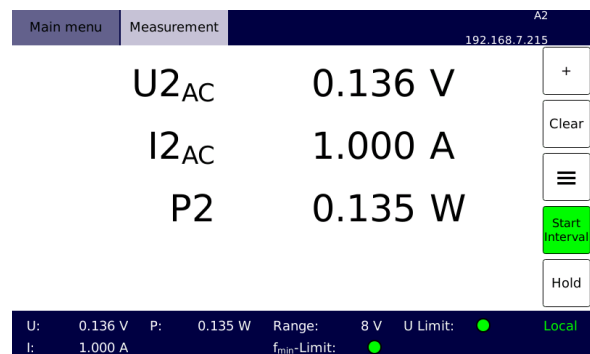 Main menu Measurement A2
192.168.7.215
U2AC 0.136 V
I2AC 1.000 A
P2 0.135 W
+
Clear
≡
Start
Interval
Hold
U: 0.136 V P: 0.135 W Range: 8 V U Limit: Local
I: 1.000 A fmin-Limit: